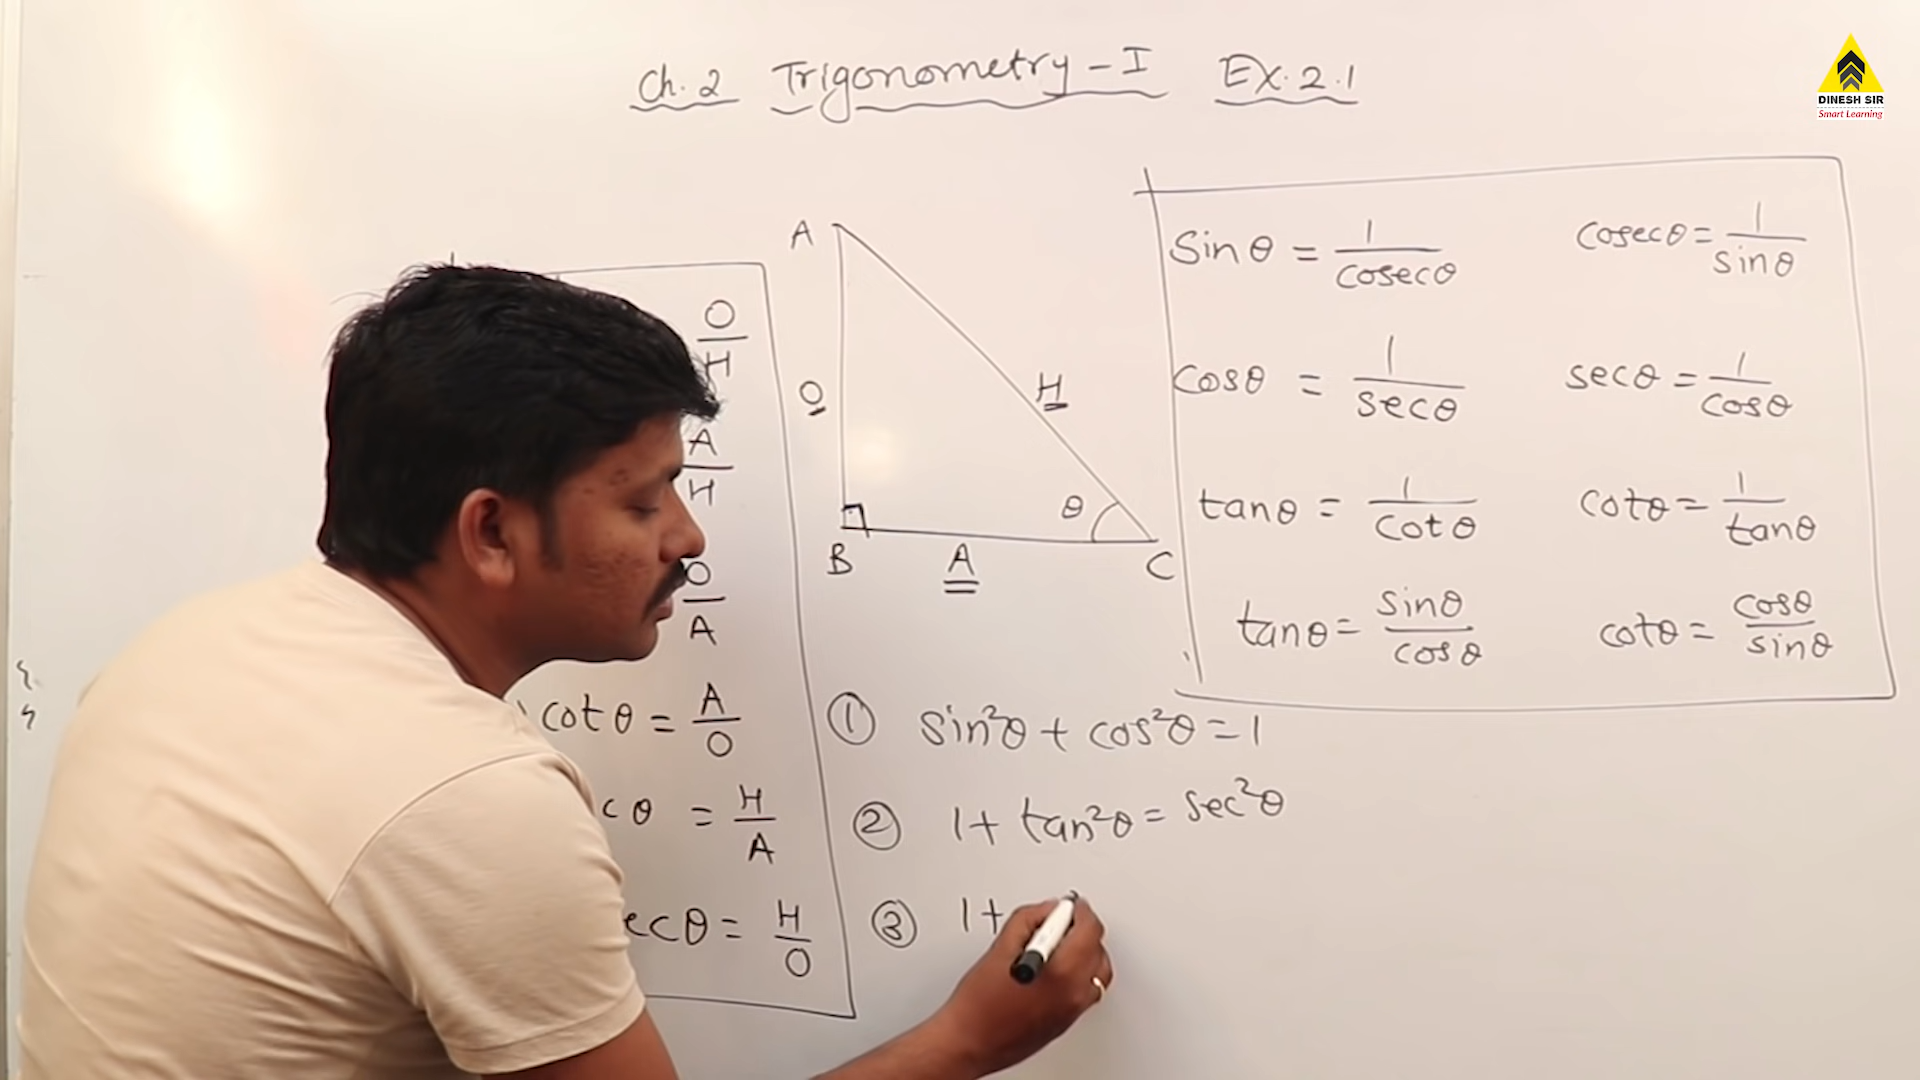 Ch. 2 Trigonometry - I Ex. 2.1
DINESH SIR
Smart Learning
O
H
A
H
O
A
cot θ = A/O
c θ = H/A
ec θ = H/O
A
O
H
θ
B
A
C
sin θ = 1/cosec θ
cosec θ = 1/sin θ
cos θ = 1/sec θ
sec θ = 1/cos θ
tan θ = 1/cot θ
cot θ = 1/tan θ
tan θ = sin θ/cos θ
cot θ = cos θ/sin θ
① sin²θ + cos²θ = 1
② 1 + tan²θ = sec²θ
③ 1 +